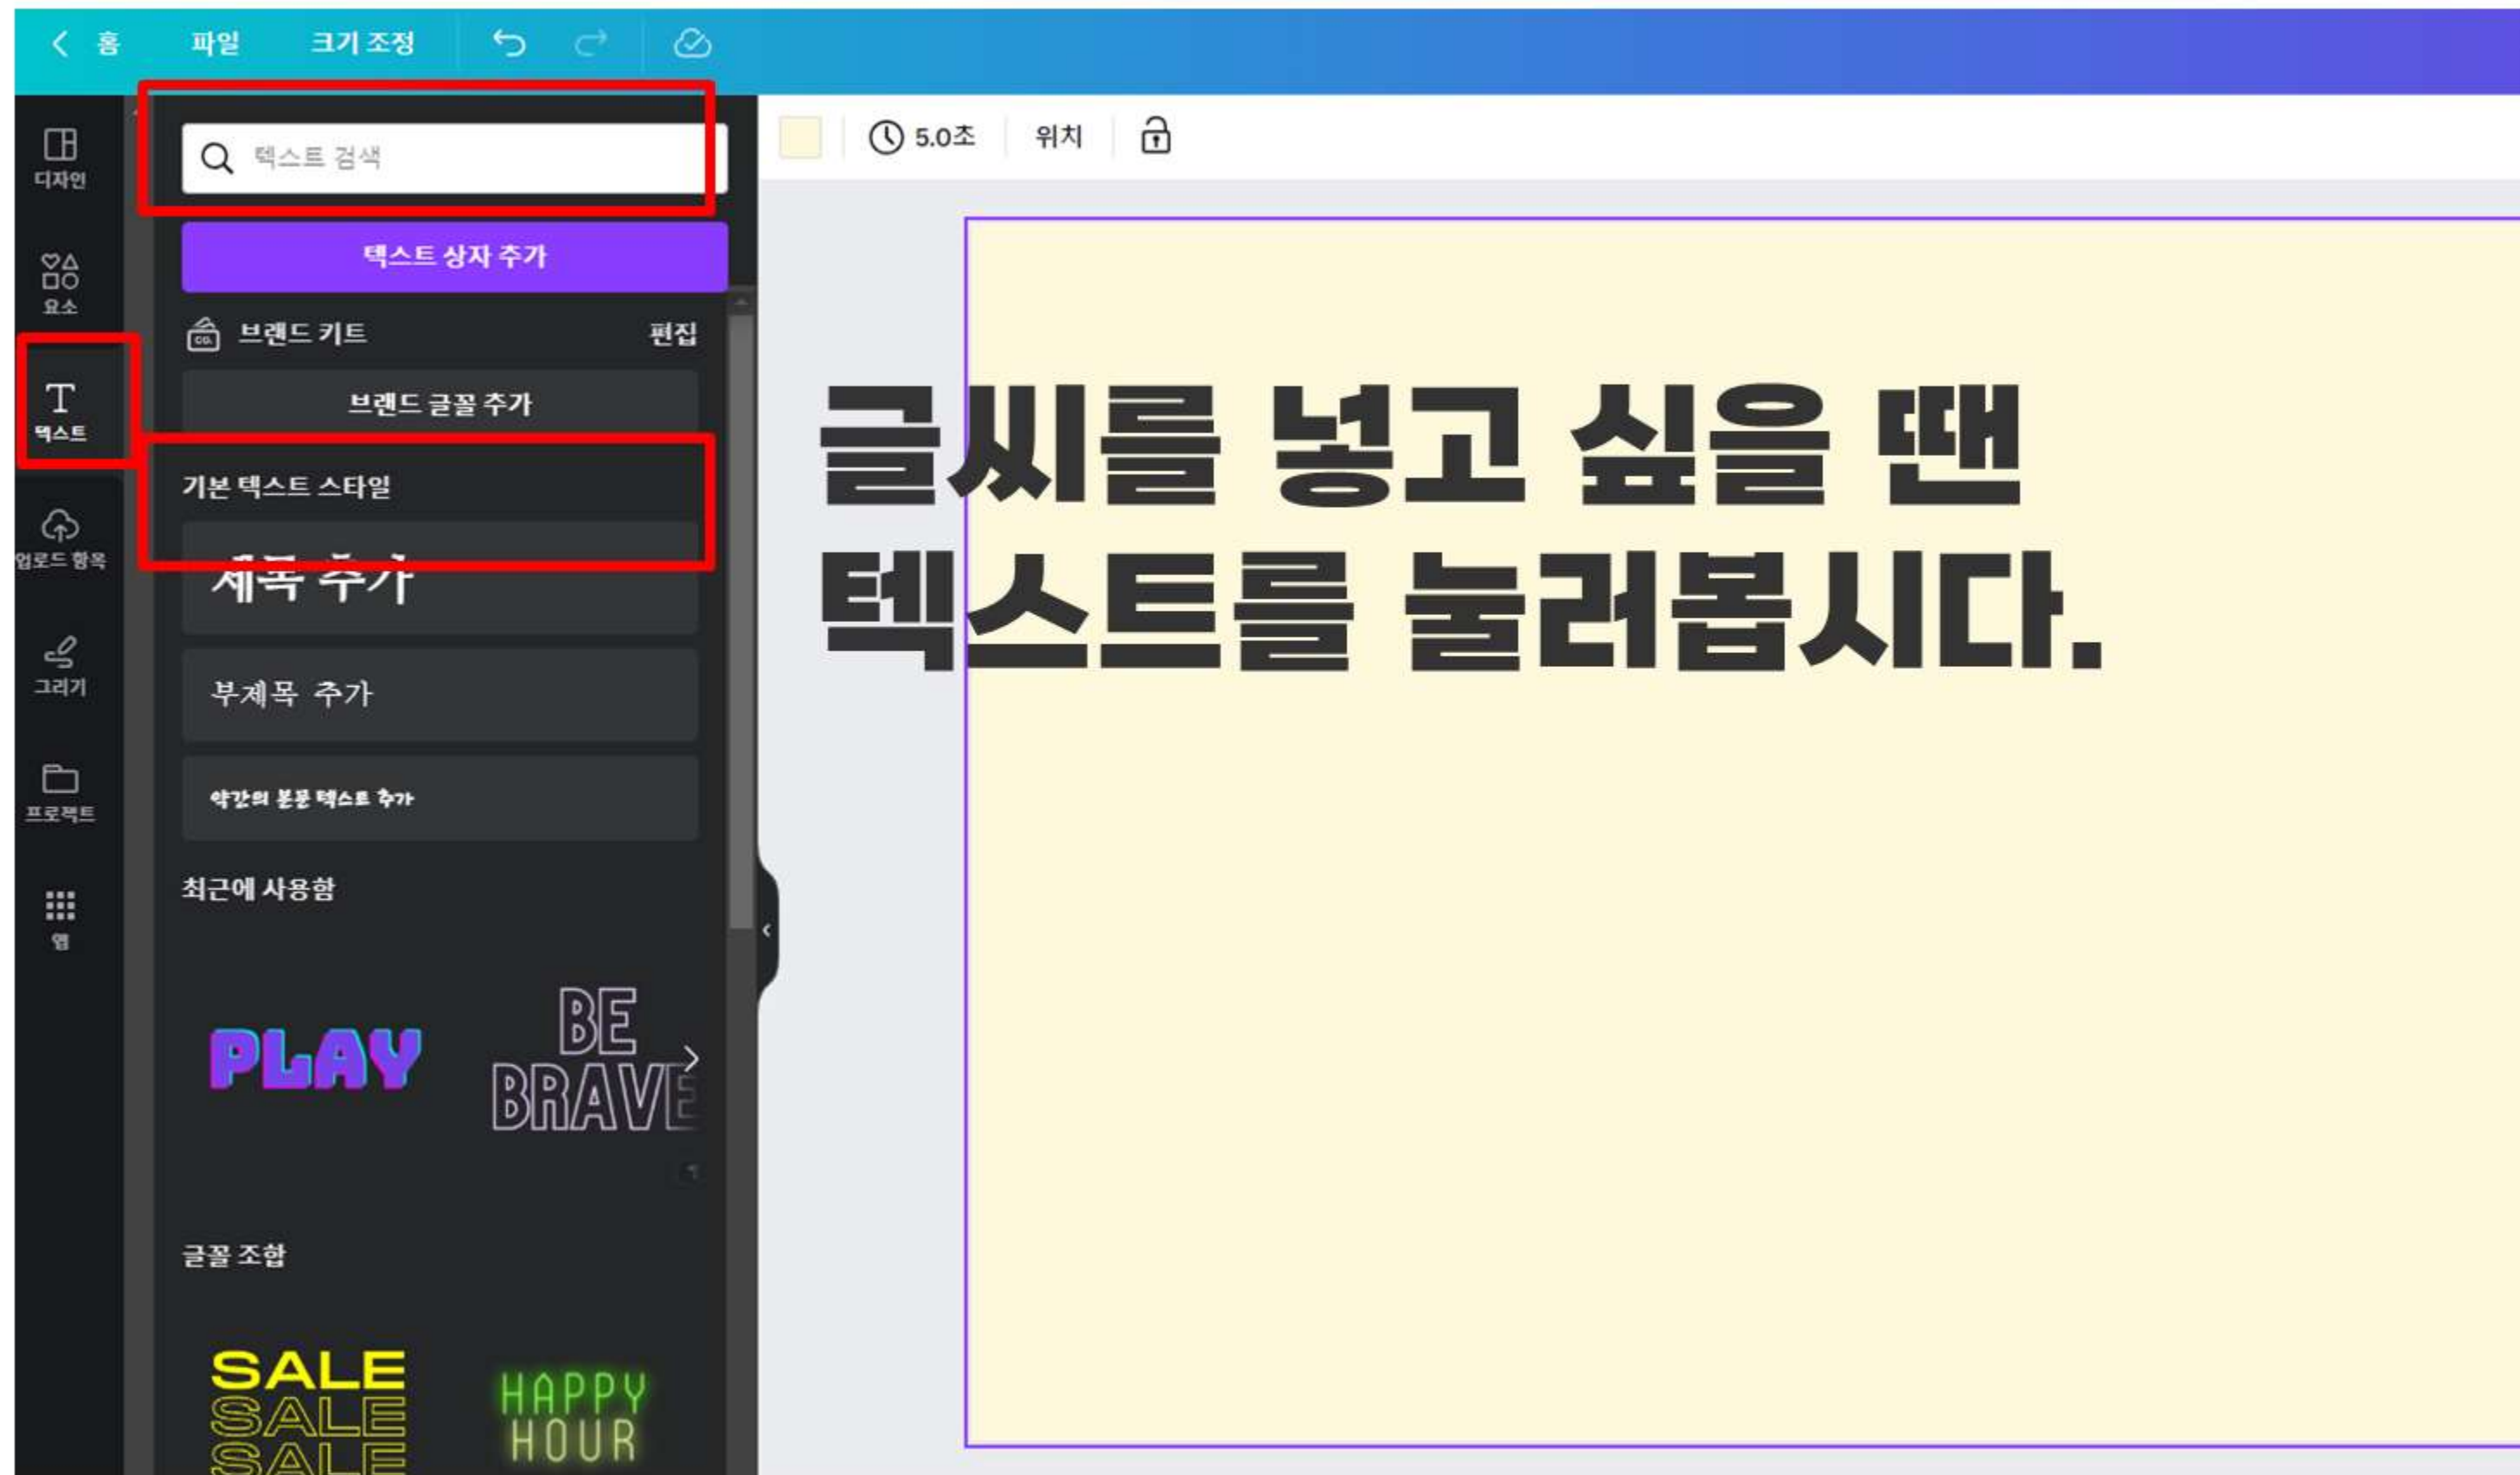 홈 파일 크기 조정
디자인
요소
텍스트
업로드 항목
그리기
프로젝트
앱
텍스트 검색
텍스트 상자 추가
CO. 브랜드 키트 편집
브랜드 글꼴 추가
기본 텍스트 스타일
제목 추가
부제목 추가
약간의 본문 텍스트 추가
최근에 사용함
PLAY
BE
BRAVE
글꼴 조합
SALE
SALE
SALE
HAPPY
HOUR
5.0초 위치
글씨를 넣고 싶을 땐
텍스트를 눌러봅시다.